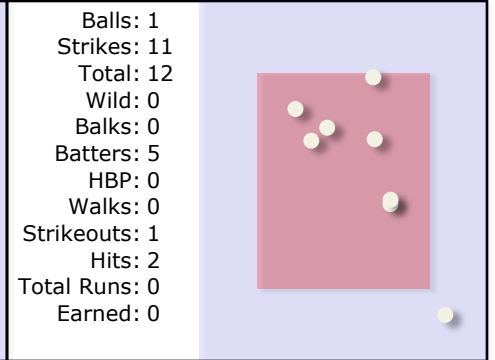 Balls: 1
Strikes: 11
Total: 12
Wild: 0
Balks: 0
Batters: 5
HBP: 0
Walks: 0
Strikeouts: 1
Hits: 2
Total Runs: 0
Earned: 0